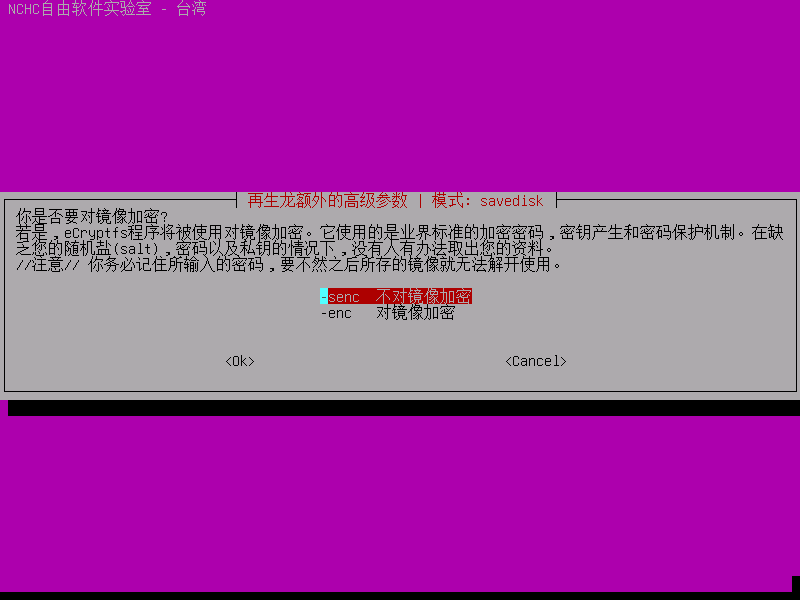 NCHC自由软件实验室 - 台湾
再生龙额外的高级参数 | 模式: savedisk
你是否要对镜像加密?
若是,eCryptfs程序将被使用对镜像加密。它使用的是业界标准的加密密码,密钥产生和密码保护机制。在缺
乏您的随机盐(salt),密码以及私钥的情况下,没有人有办法取出您的资料。
//注意// 你务必记住所输入的密码,要不然之后所存的镜像就无法解开使用。
-senc 不对镜像加密
-enc 对镜像加密
<Ok> <Cancel>